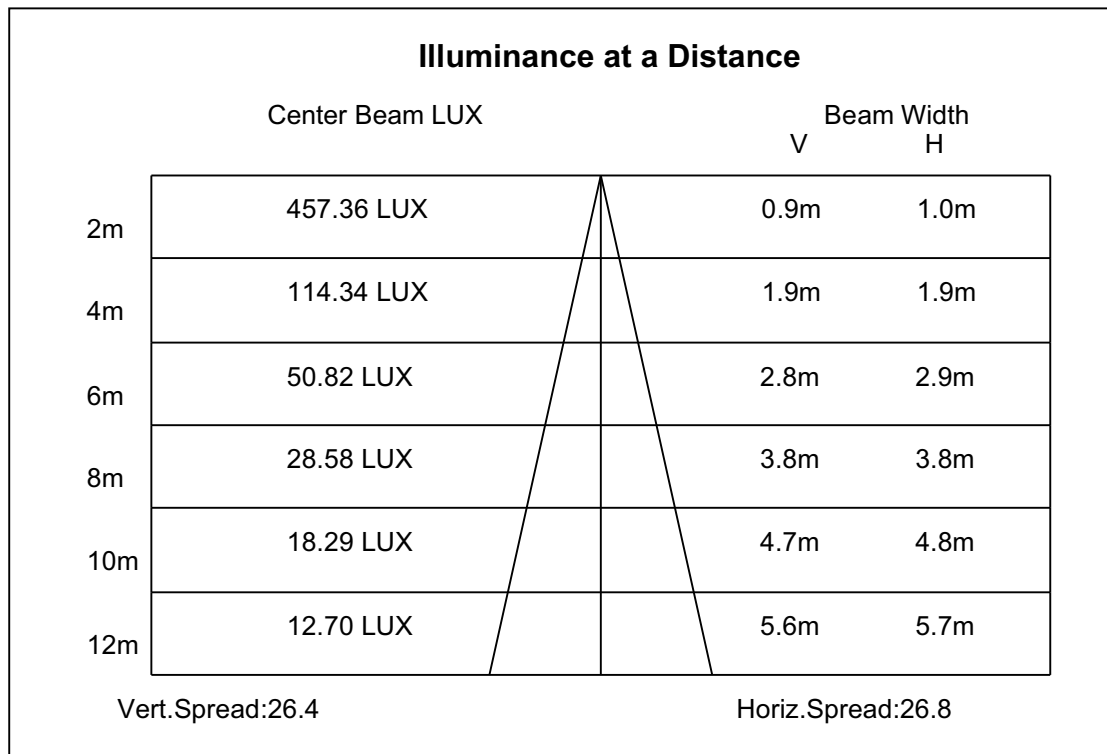 Illuminance at a Distance
Center Beam LUX Beam Width
V H
2m 457.36 LUX 0.9m 1.0m
4m 114.34 LUX 1.9m 1.9m
6m 50.82 LUX 2.8m 2.9m
8m 28.58 LUX 3.8m 3.8m
10m 18.29 LUX 4.7m 4.8m
12m 12.70 LUX 5.6m 5.7m
Vert.Spread:26.4 Horiz.Spread:26.8